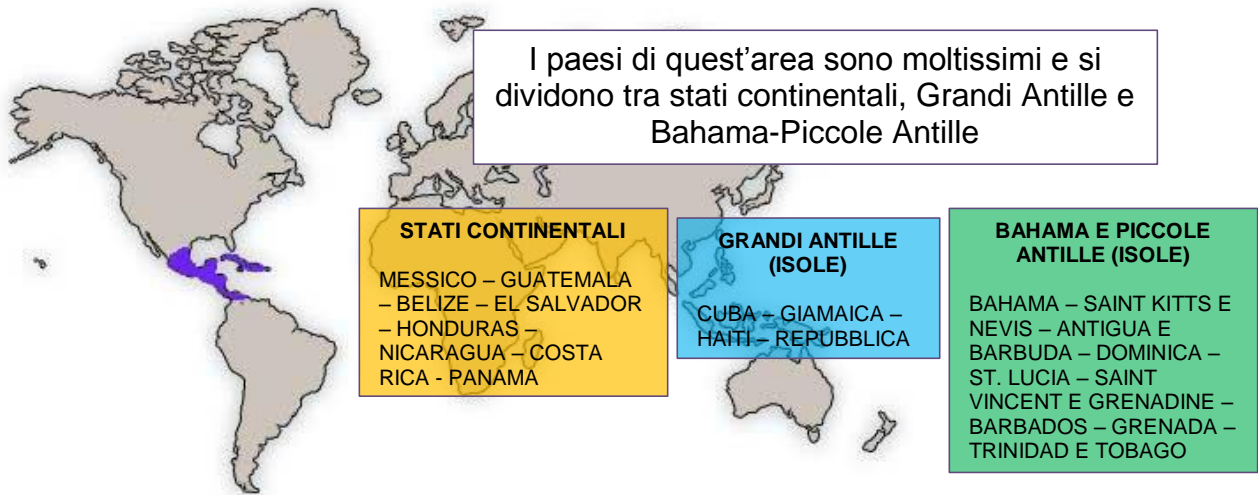 I paesi di quest’area sono moltissimi e si
dividono tra stati continentali, Grandi Antille e
Bahama-Piccole Antille
STATI CONTINENTALI
MESSICO – GUATEMALA
– BELIZE – EL SALVADOR
– HONDURAS –
NICARAGUA – COSTA
RICA - PANAMA
GRANDI ANTILLE
(ISOLE)
CUBA – GIAMAICA –
HAITI – REPUBBLICA
BAHAMA E PICCOLE
ANTILLE (ISOLE)
BAHAMA – SAINT KITTS E
NEVIS – ANTIGUA E
BARBUDA – DOMINICA –
ST. LUCIA – SAINT
VINCENT E GRENADINE –
BARBADOS – GRENADA –
TRINIDAD E TOBAGO